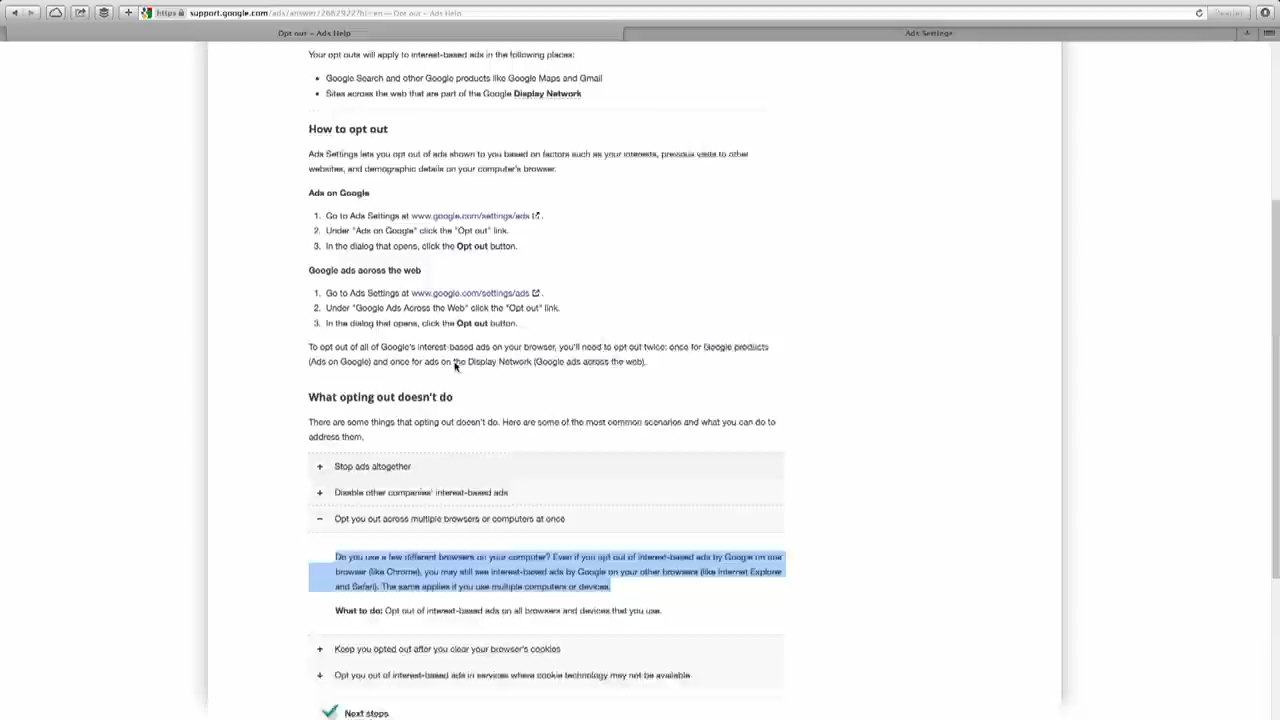 https support.google.com/ads/answer/2662922?hl=en — Opt out – Ads Help
Opt out – Ads Help
Ads Settings
Your opt outs will apply to interest-based ads in the following places:
• Google Search and other Google products like Google Maps and Gmail
• Sites across the web that are part of the Google Display Network
How to opt out
Ads Settings lets you opt out of ads shown to you based on factors such as your interests, previous visits to other
websites, and demographic details on your computer's browser.
Ads on Google
1. Go to Ads Settings at www.google.com/settings/ads .
2. Under "Ads on Google" click the "Opt out" link.
3. In the dialog that opens, click the Opt out button.
Google ads across the web
1. Go to Ads Settings at www.google.com/settings/ads .
2. Under "Google Ads Across the Web" click the "Opt out" link.
3. In the dialog that opens, click the Opt out button.
To opt out of all of Google's interest-based ads on your browser, you'll need to opt out twice: once for Google products
(Ads on Google) and once for ads on the Display Network (Google ads across the web).
What opting out doesn't do
There are some things that opting out doesn't do. Here are some of the most common scenarios and what you can do to
address them.
+ Stop ads altogether
+ Disable other companies' interest-based ads
– Opt you out across multiple browsers or computers at once
Do you use a few different browsers on your computer? Even if you opt out of interest-based ads by Google on one
browser (like Chrome), you may still see interest-based ads by Google on your other browsers (like Internet Explorer
and Safari). The same applies if you use multiple computers or devices.
What to do: Opt out of interest-based ads on all browsers and devices that you use.
+ Keep you opted out after you clear your browser's cookies
+ Opt you out of interest-based ads in services where cookie technology may not be available
Next steps